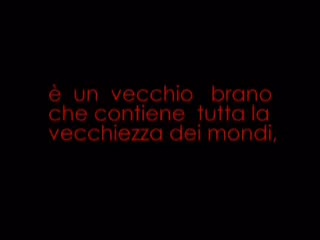 è un vecchio brano
che contiene tutta la
vecchiezza dei mondi,